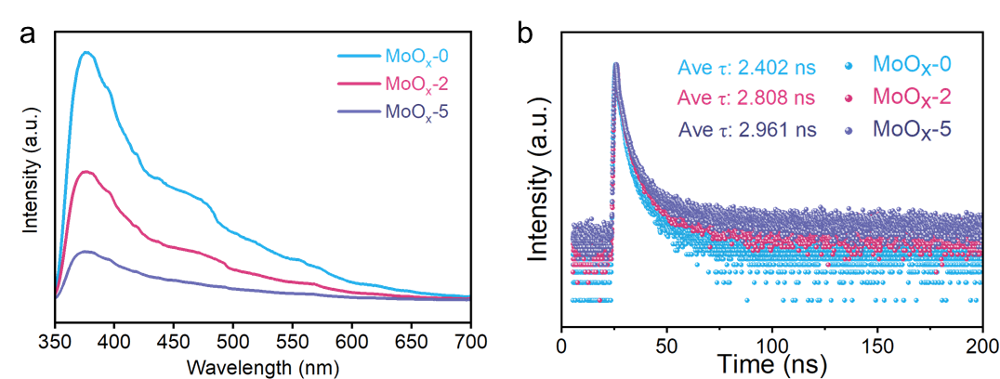 a
Intensity (a.u.)
MoOₓ-0
MoOₓ-2
MoOₓ-5
350 400 450 500 550 600 650 700
Wavelength (nm)
b
Intensity (a.u.)
Ave τ: 2.402 ns MoOX-0
Ave τ: 2.808 ns MoOX-2
Ave τ: 2.961 ns MoOX-5
0 50 100 150 200
Time (ns)